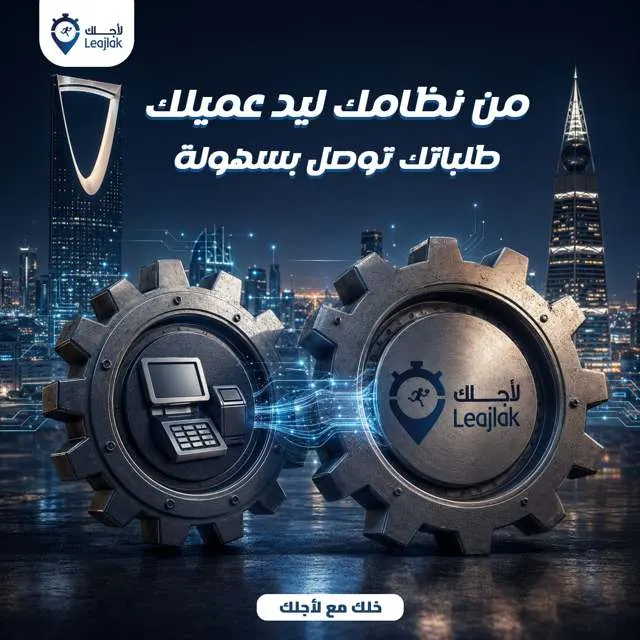 لأجلك
Leajlak
من نظامك ليد عميلك
طلباتك توصل بسهولة
لأجلك
Leajlak
خلك مع لأجلك